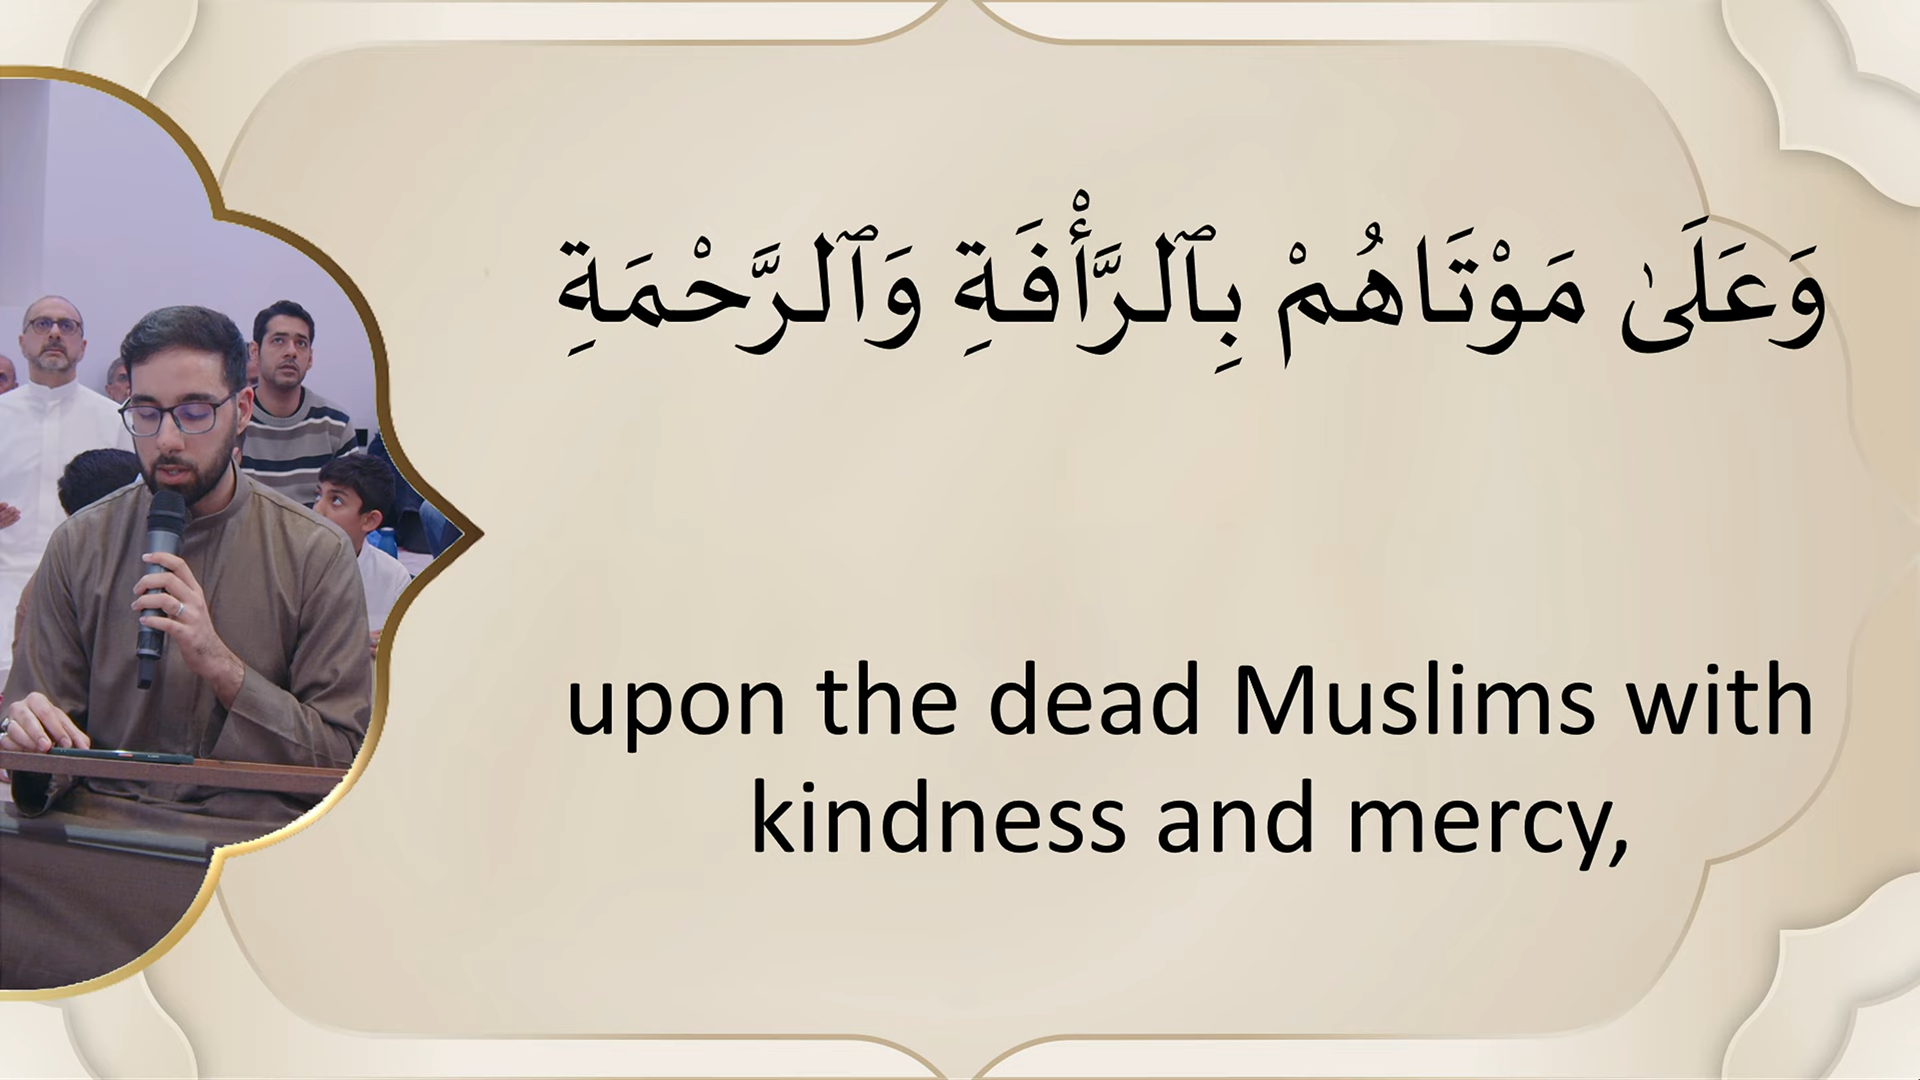 وَعَلَىٰ مَوْتَاهُمْ بِٱلرَّأْفَةِ وَٱلرَّحْمَةِ
upon the dead Muslims with
kindness and mercy,